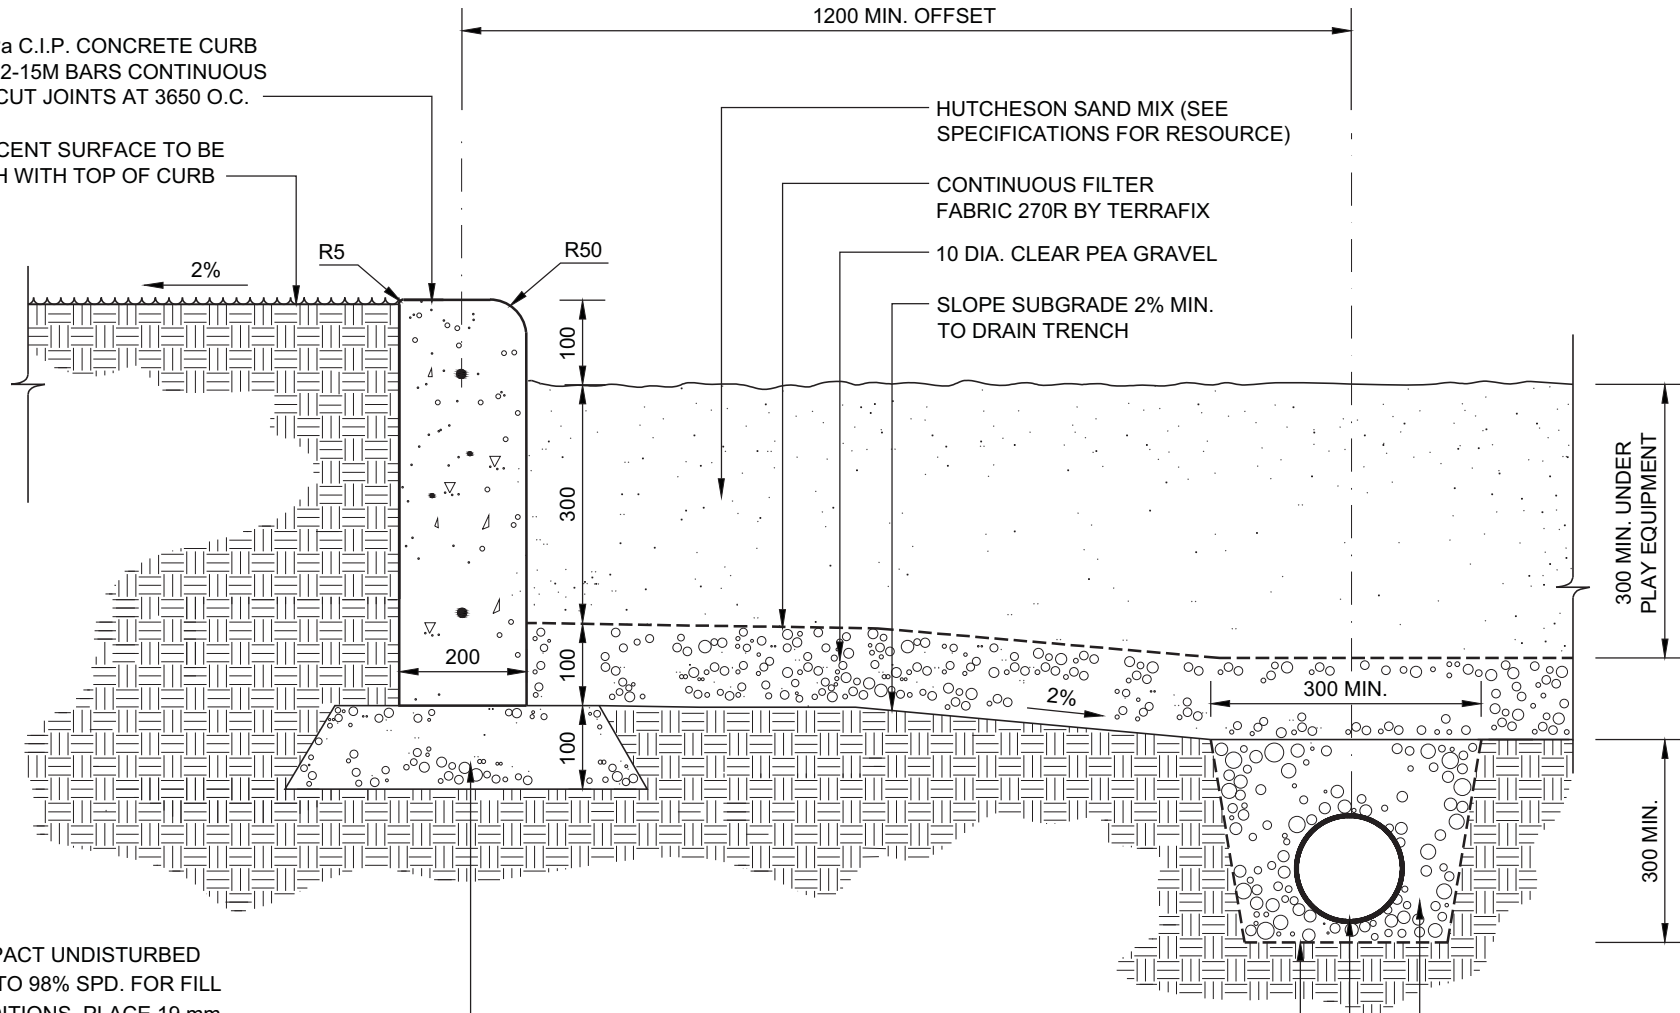 1200 MIN. OFFSET
C.I.P. CONCRETE CURB
2-15M BARS CONTINUOUS
CUT JOINTS AT 3650 O.C.
SURFACE TO BE
WITH TOP OF CURB
HUTCHESON SAND MIX (SEE
SPECIFICATIONS FOR RESOURCE)
CONTINUOUS FILTER
FABRIC 270R BY TERRAFIX
10 DIA. CLEAR PEA GRAVEL
SLOPE SUBGRADE 2% MIN.
TO DRAIN TRENCH
2%
R5
R50
100
300
100
100
200
2%
300 MIN.
300 MIN. UNDER
PLAY EQUIPMENT
300 MIN.
UNDISTURBED
TO 98% SPD. FOR FILL
PLACE 19 mm